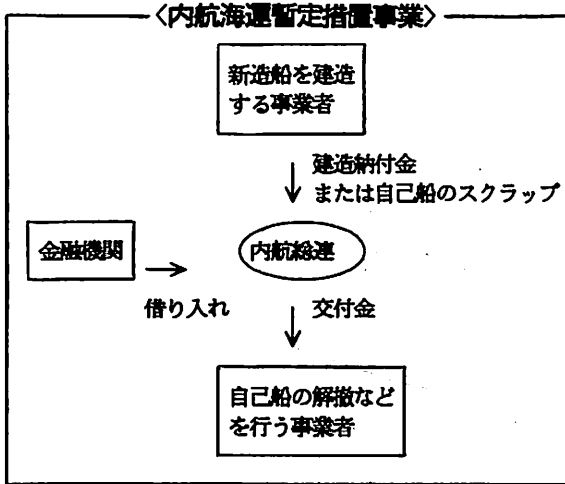 〈内航海運暫定措置事業〉
新造船を建造
する事業者
建造納付金
または自己船のスクラップ
金融機関
内航総連
借り入れ
交付金
自己船の解撤など
を行う事業者